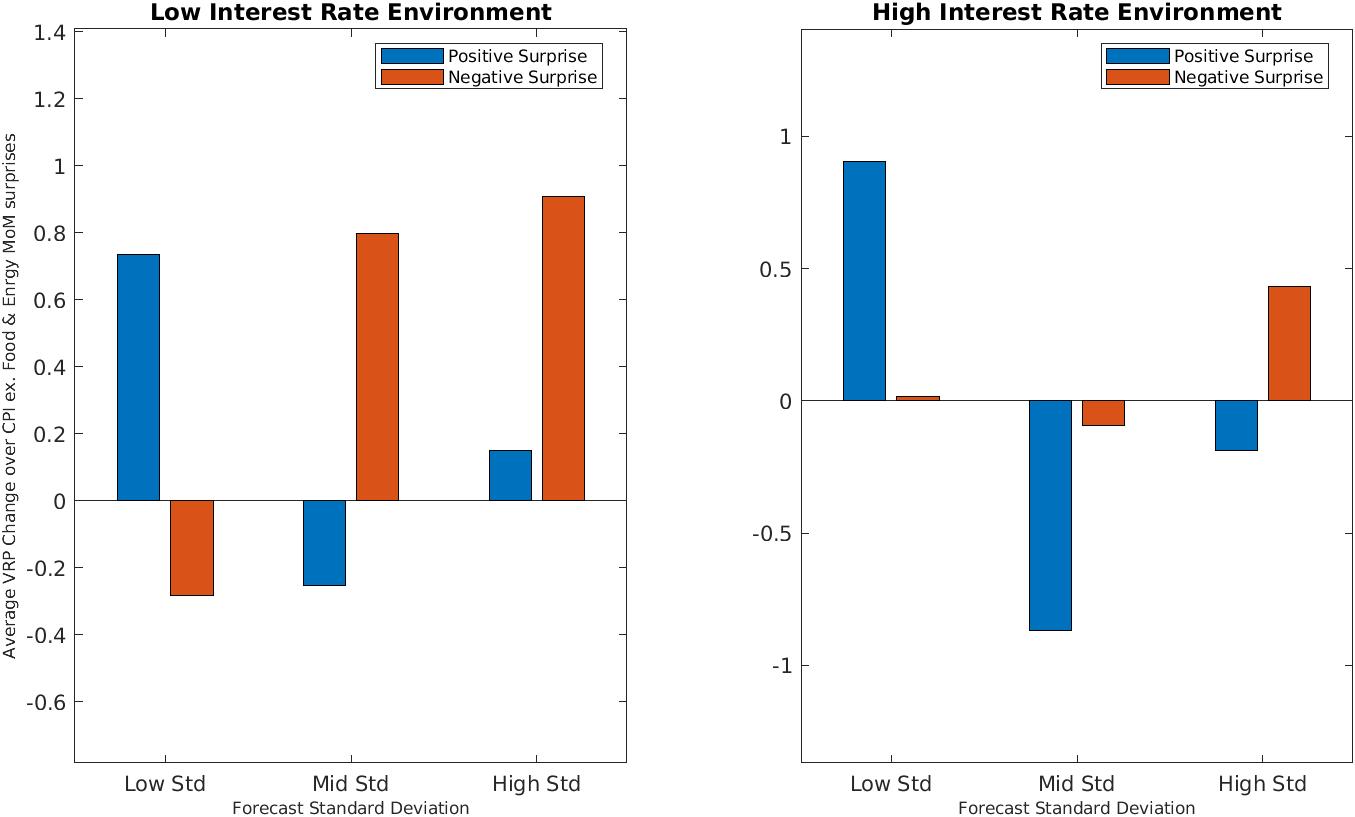 Low Interest Rate Environment
Positive Surprise
Negative Surprise
1.4
1.2
1
0.8
0.6
0.4
0.2
0
-0.2
-0.4
-0.6
Average VRP Change over CPI ex. Food & Enrgy MoM surprises
Low Std
Mid Std
High Std
Forecast Standard Deviation
High Interest Rate Environment
Positive Surprise
Negative Surprise
1
0.5
0
-0.5
-1
Low Std
Mid Std
High Std
Forecast Standard Deviation